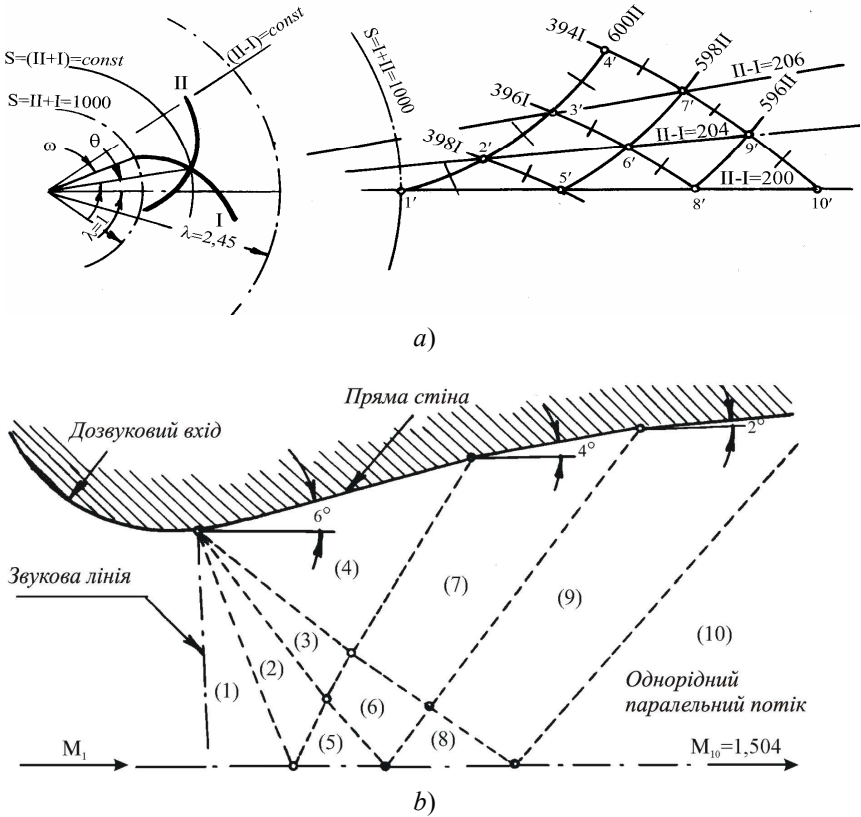 S=(II+I)=const
S=II+I=1000
(II-I)=const
II
ω
θ
I
λ=1
λ=2,45
S=I+II=1000
394I
600II
4'
396I
598II
II-I=206
3'
7'
596II
398I
2'
II-I=204
6'
9'
1'
5'
8'
II-I=200
10'
a)
Дозвуковий вхід
Пряма стіна
6°
4°
2°
Звукова лінія
(4)
(7)
(9)
(3)
(2)
(1)
(6)
(5)
(8)
(10)
Однорідний
паралельний потік
M₁
M₁₀=1,504
b)